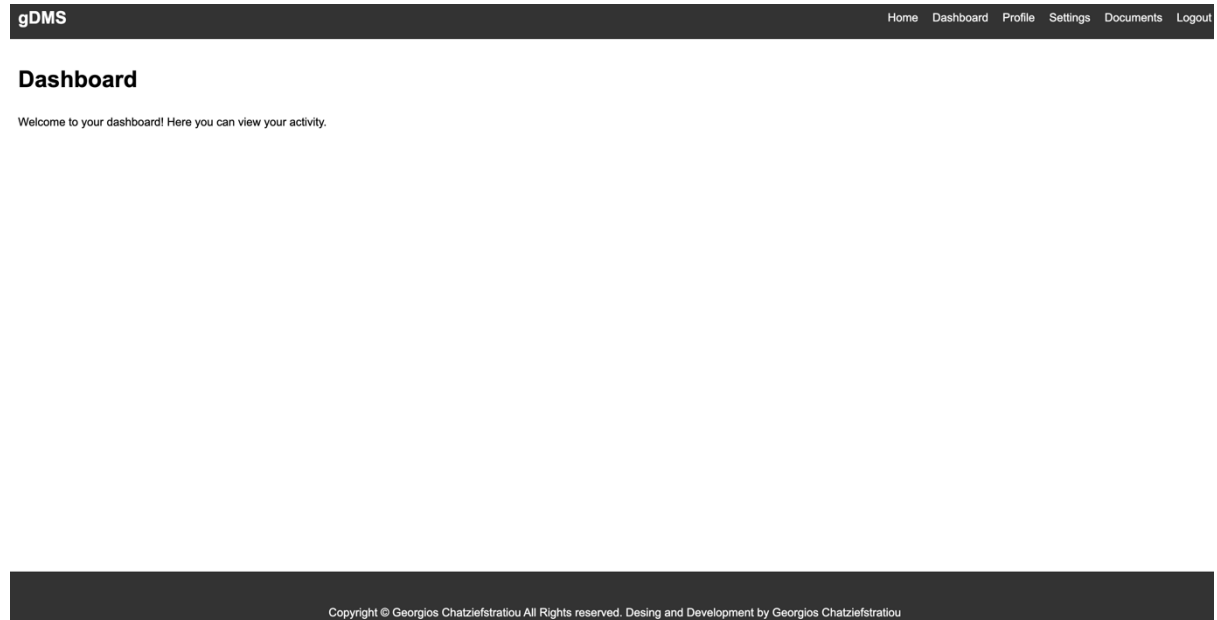 gDMS
Home Dashboard Profile Settings Documents Logout
Dashboard
Welcome to your dashboard! Here you can view your activity.
Copyright © Georgios Chatziefstratiou All Rights reserved. Desing and Development by Georgios Chatziefstratiou